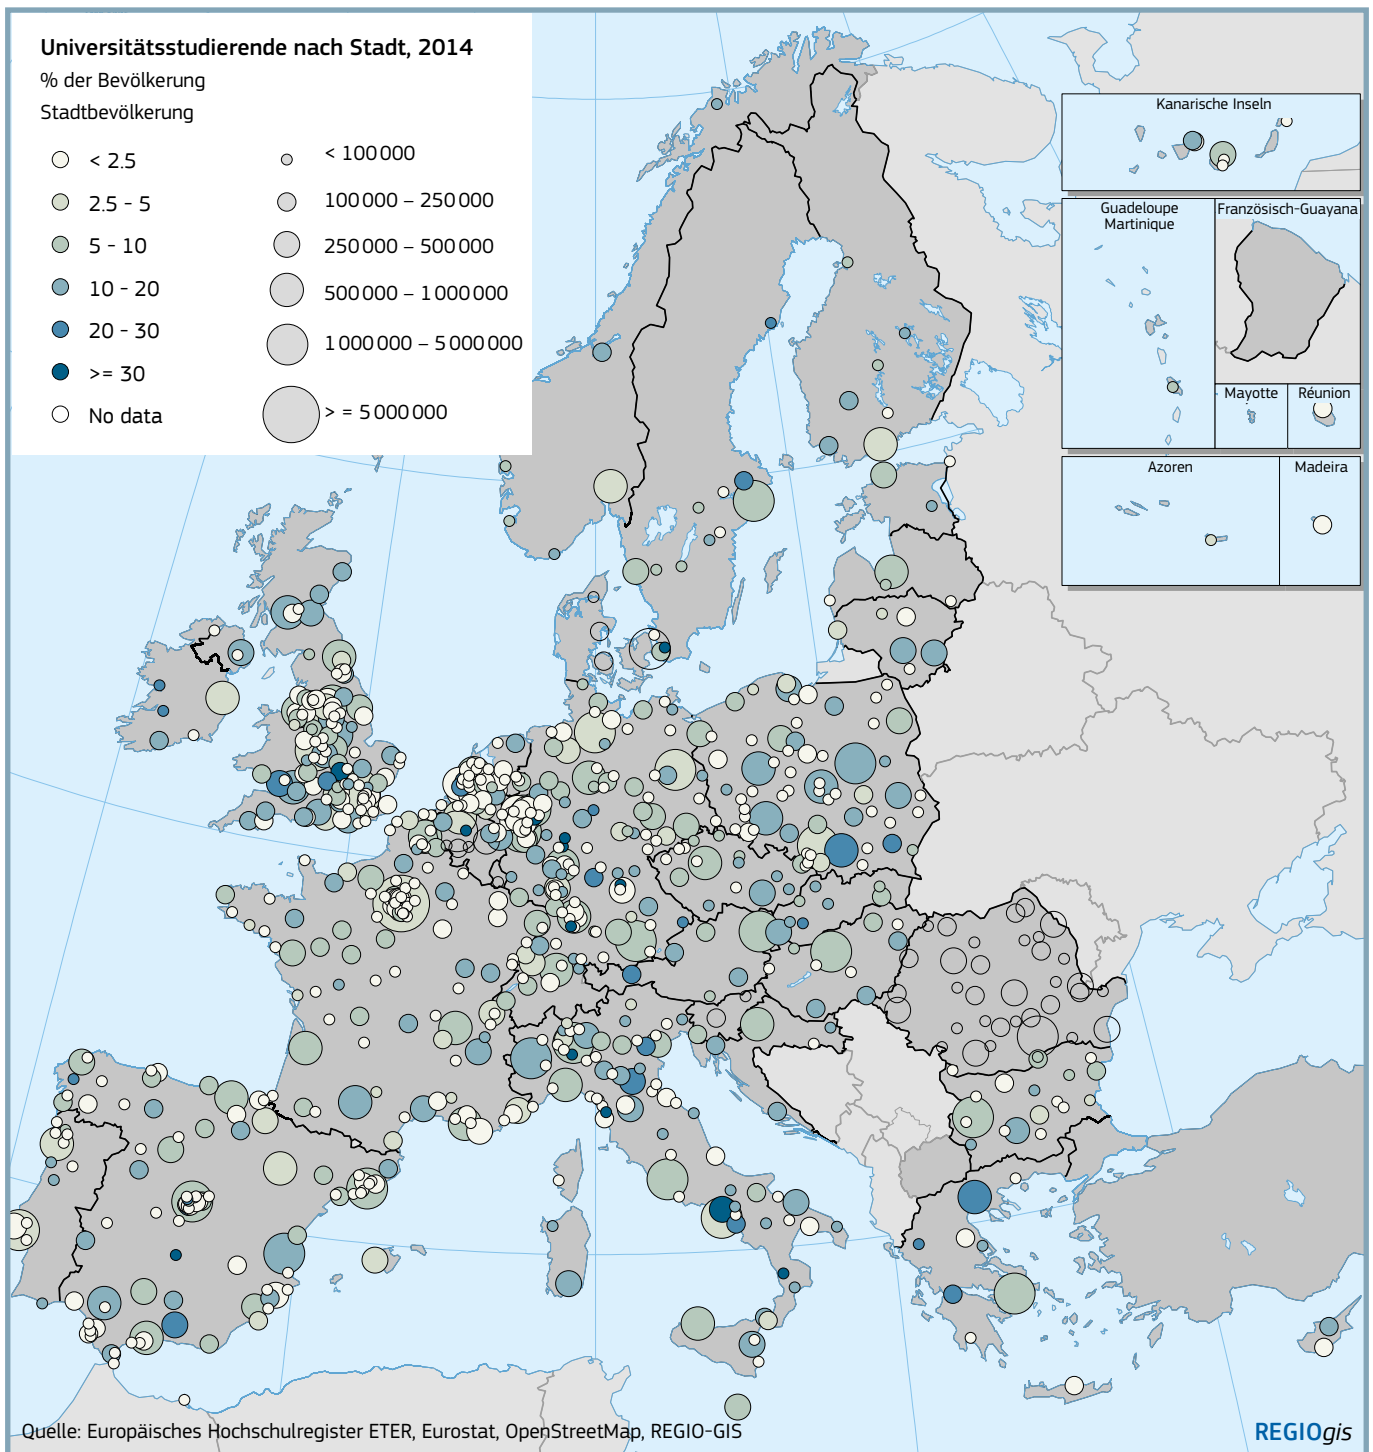 Universitätsstudierende nach Stadt, 2014
% der Bevölkerung
Stadtbevölkerung
< 2.5
2.5 - 5
5 - 10
10 - 20
20 - 30
>= 30
No data
< 100 000
100 000 – 250 000
250 000 – 500 000
500 000 – 1 000 000
1 000 000 – 5 000 000
> = 5 000 000
Kanarische Inseln
Guadeloupe
Martinique
Französisch-Guayana
Mayotte
Réunion
Azoren
Madeira
Quelle: Europäisches Hochschulregister ETER, Eurostat, OpenStreetMap, REGIO-GIS
REGIOgis